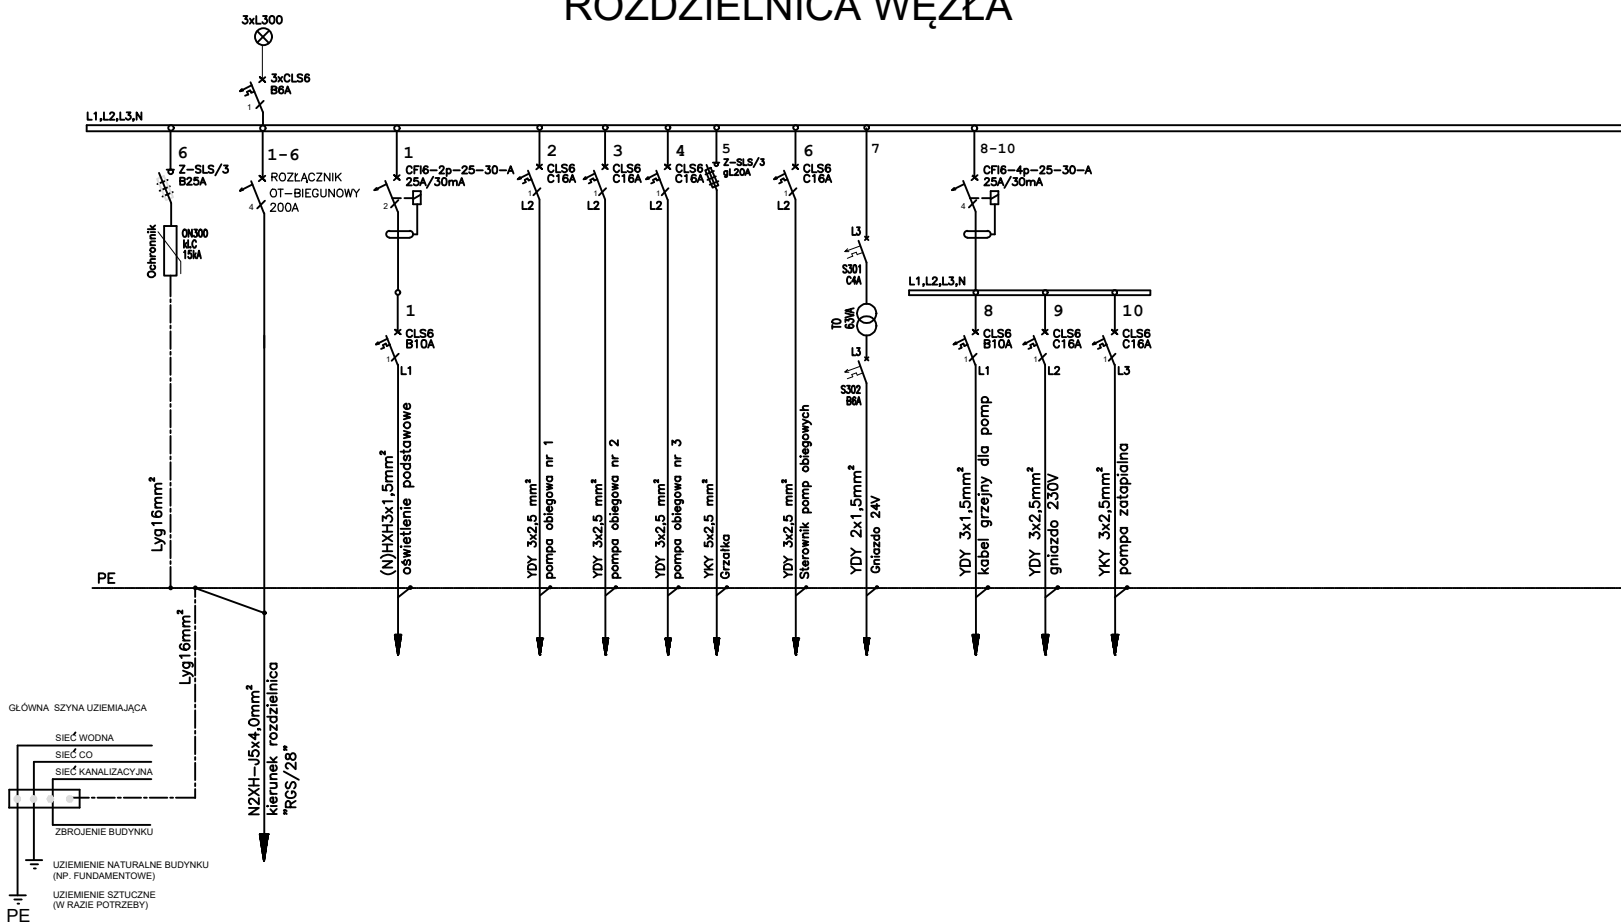 ROZDZIELNICA WĘZŁA
3xL300
3xCLS6
B6A
1
L1,L2,L3,N
6
Z-SLS/3
B25A
Ochronnik
ON300
kl.C
15kA
Lyg16mm²
1-6
ROZŁĄCZNIK
OT-BIEGUNOWY
200A
4
1
CFI6-2p-25-30-A
25A/30mA
2
1
CLS6
B10A
1
L1
(N)HXH3x1,5mm²
oświetlenie podstawowe
2
CLS6
C16A
1
L2
YDY 3x2,5 mm²
pompa obiegowa nr 1
3
CLS6
C16A
1
L2
YDY 3x2,5 mm²
pompa obiegowa nr 2
4
CLS6
C16A
1
L2
YDY 3x2,5 mm²
pompa obiegowa nr 3
5
Z-SLS/3
gL20A
YKY 5x2,5 mm²
Grzałka
6
CLS6
C16A
1
L2
YDY 3x2,5 mm²
Sterownik pomp obiegowych
7
L3
S301
C4A
TO
63VA
L3
S302
B6A
YDY 2x1,5mm²
Gniazdo 24V
8-10
CFI6-4p-25-30-A
25A/30mA
4
L1,L2,L3,N
8
CLS6
B10A
1
L1
YDY 3x1,5mm²
kabel grzejny dla pomp
9
CLS6
C16A
1
L2
YDY 3x2,5mm²
gniazdo 230V
10
CLS6
C16A
1
L3
YKY 3x2,5mm²
pompa zatapialna
PE
Lyg16mm²
N2XH-J5x4,0mm²
kierunek rozdzielnica
"RGS/28"
GŁÓWNA SZYNA UZIEMIAJĄCA
SIEĆ WODNA
SIEĆ CO
SIEĆ KANALIZACYJNA
ZBROJENIE BUDYNKU
UZIEMIENIE NATURALNE BUDYNKU
(NP. FUNDAMENTOWE)
UZIEMIENIE SZTUCZNE
(W RAZIE POTRZEBY)
PE